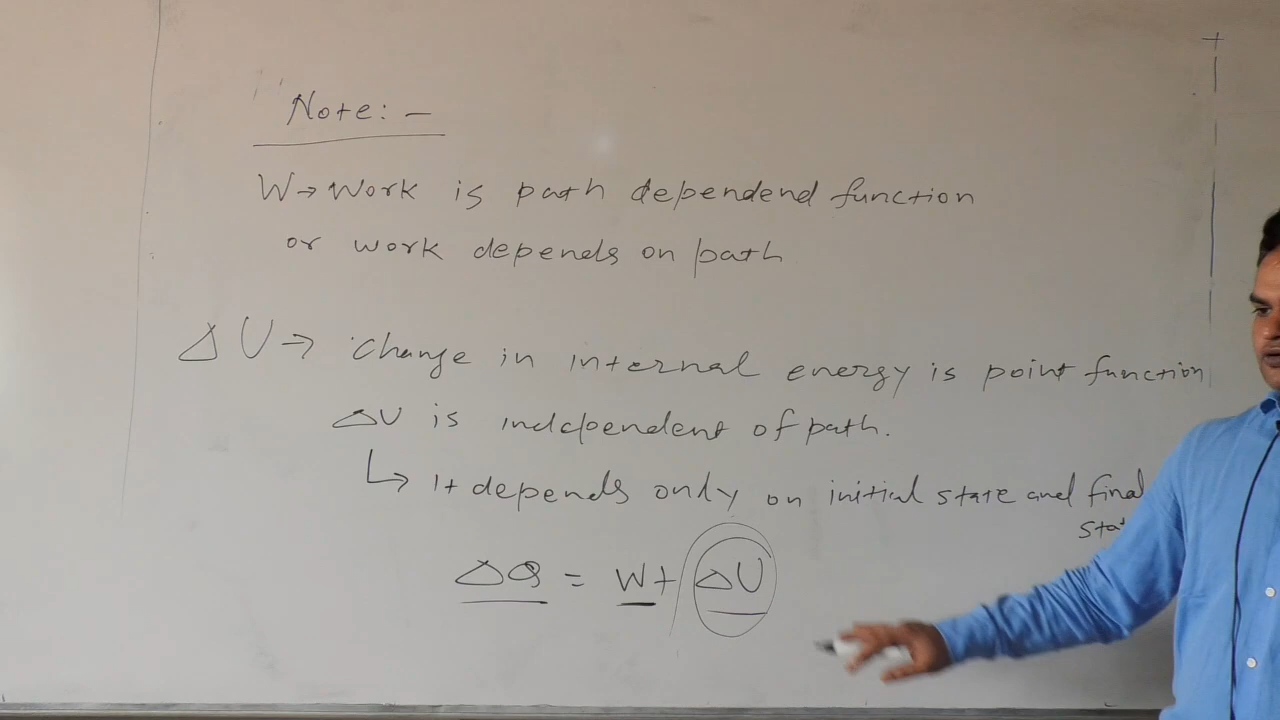 Note: -
W→ Work is path dependend function
or work depends on path
ΔU→ change in internal energy is point function
ΔU is independent of path.
↳ It depends only on initial state and final
ΔQ = W + ΔU